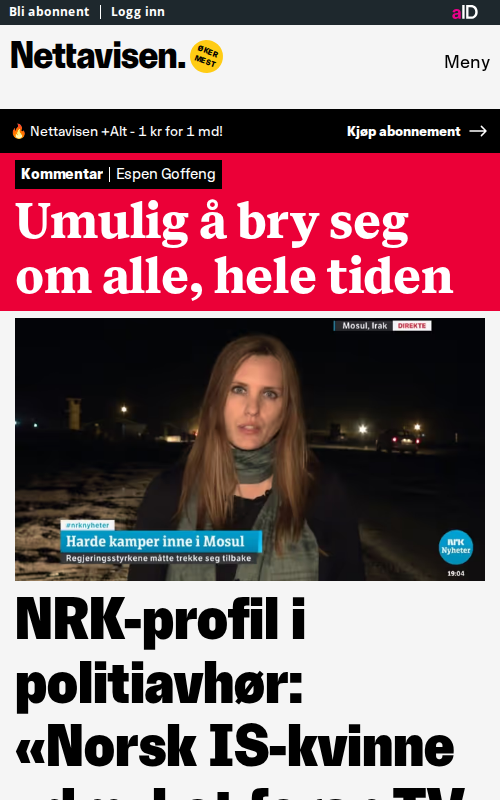 Bli abonnent | Logg inn
aID
Nettavisen.
ØKER
MEST
Meny
🔥 Nettavisen +Alt - 1 kr for 1 md!
Kjøp abonnement →
Kommentar | Espen Goffeng
Umulig å bry seg
om alle, hele tiden
Mosul, Irak DIREKTE
#nrknyheter
Harde kamper inne i Mosul
Regjeringsstyrkene måtte trekke seg tilbake
NRK
Nyheter
19:04
NRK-profil i
politiavhør:
«Norsk IS-kvinne